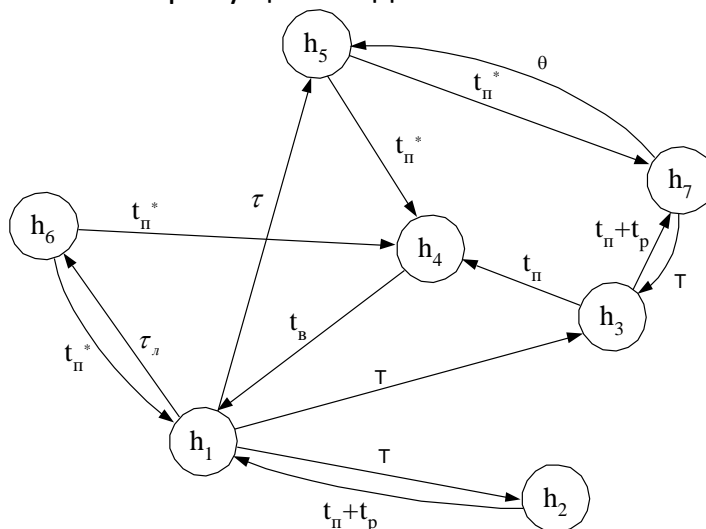 h₅
θ
tп*
tп*
τ
h₇
h₆
tп*
h₄
tп+tр
T
tп
h₃
tв
τл
tп*
T
h₁
T
h₂
tп+tр